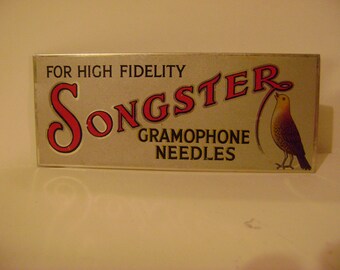 FOR HIGH FIDELITY
SONGSTER
GRAMOPHONE
NEEDLES